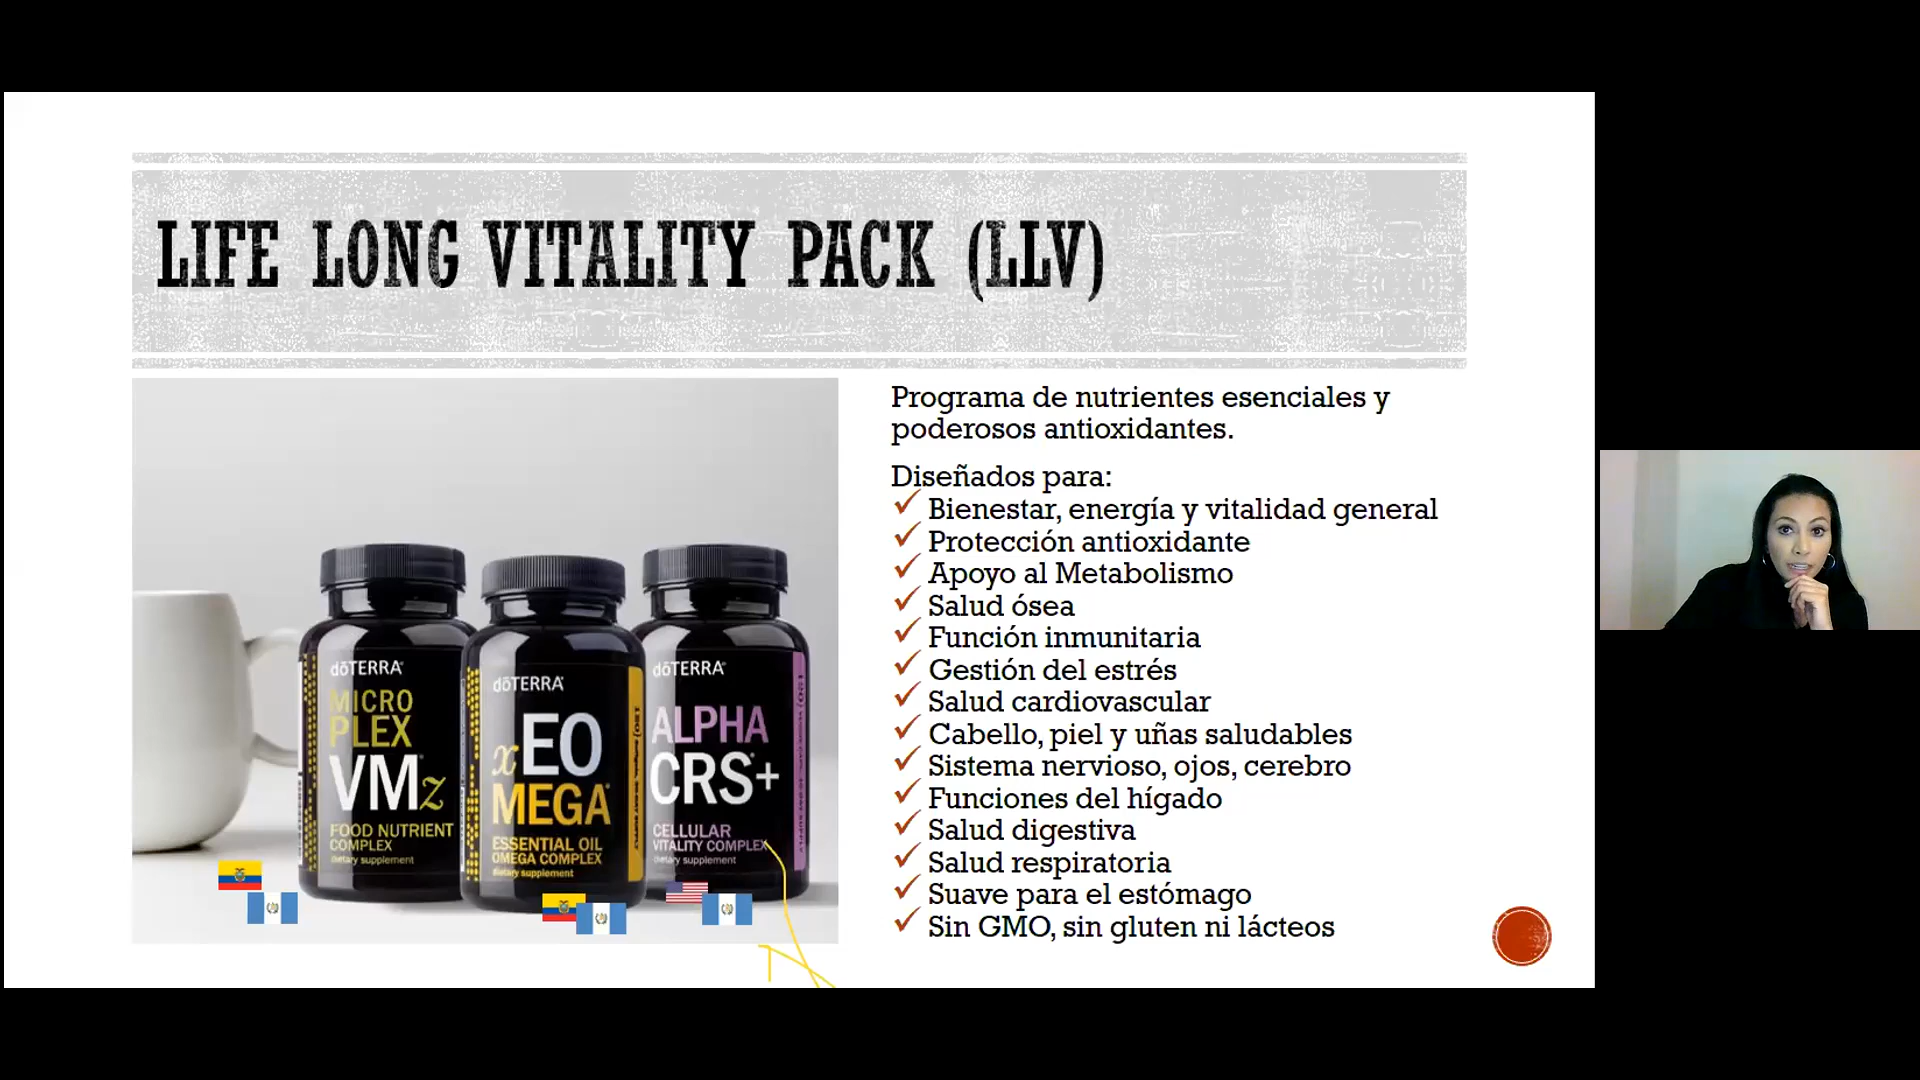 LIFE LONG VITALITY PACK (LLV)
Programa de nutrientes esenciales y
poderosos antioxidantes.
Diseñados para:
Bienestar, energía y vitalidad general
Protección antioxidante
Apoyo al Metabolismo
Salud ósea
Función inmunitaria
Gestión del estrés
Salud cardiovascular
Cabello, piel y uñas saludables
Sistema nervioso, ojos, cerebro
Funciones del hígado
Salud digestiva
Salud respiratoria
Suave para el estómago
Sin GMO, sin gluten ni lácteos
dōTERRA
MICRO
PLEX
VMz
FOOD NUTRIENT
COMPLEX
dietary supplement
dōTERRA
xEO
MEGA
ESSENTIAL OIL
OMEGA COMPLEX
dietary supplement
dōTERRA
ALPHA
CRS+
CELLULAR
VITALITY COMPLEX
dietary supplement